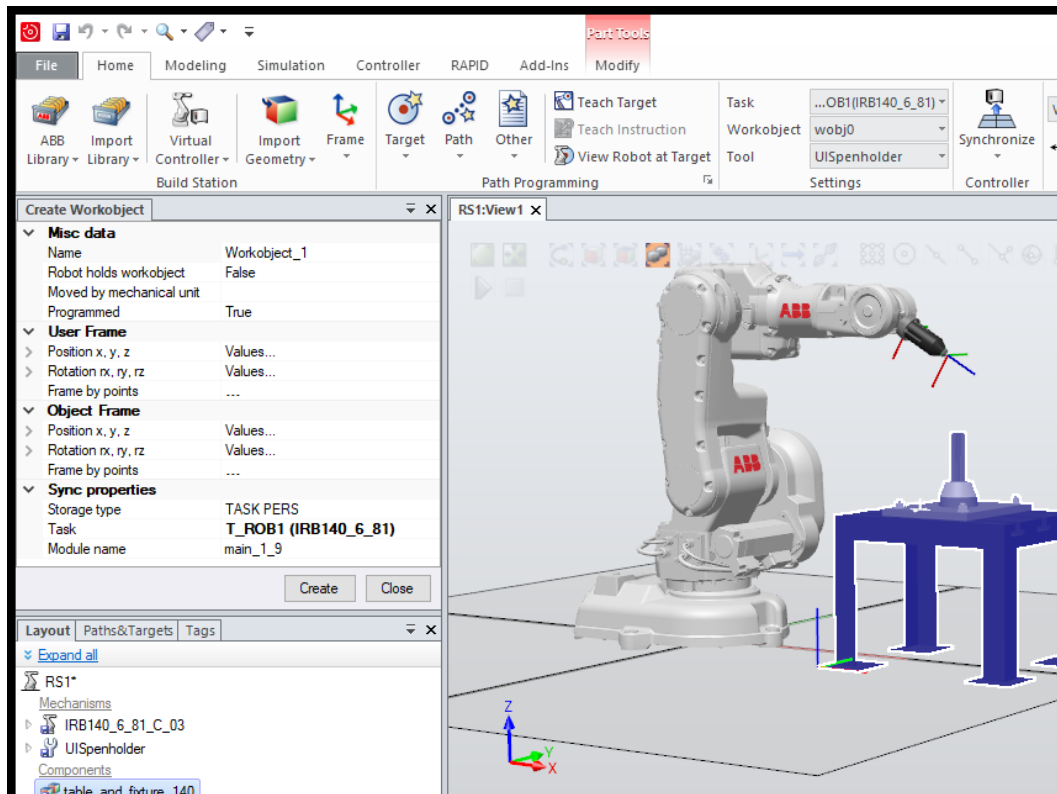 Part Tools
File Home Modeling Simulation Controller RAPID Add-Ins Modify
ABB Library
Import Library
Virtual Controller
Import Geometry
Frame
Build Station
Target
Path
Other
Teach Target
Teach Instruction
View Robot at Target
Path Programming
Task ...OB1(IRB140_6_81)
Workobject wobj0
Tool UISpenholder
Settings
Synchronize
Controller
Create Workobject
Misc data
Name Workobject_1
Robot holds workobject False
Moved by mechanical unit
Programmed True
User Frame
Position x, y, z Values...
Rotation rx, ry, rz Values...
Frame by points ...
Object Frame
Position x, y, z Values...
Rotation rx, ry, rz Values...
Frame by points ...
Sync properties
Storage type TASK PERS
Task T_ROB1 (IRB140_6_81)
Module name main_1_9
Create Close
Layout Paths&Targets Tags
Expand all
RS1*
Mechanisms
IRB140_6_81_C_03
UISpenholder
Components
table_and_fixture_140
RS1:View1
ABB
ABB
Z
Y
X